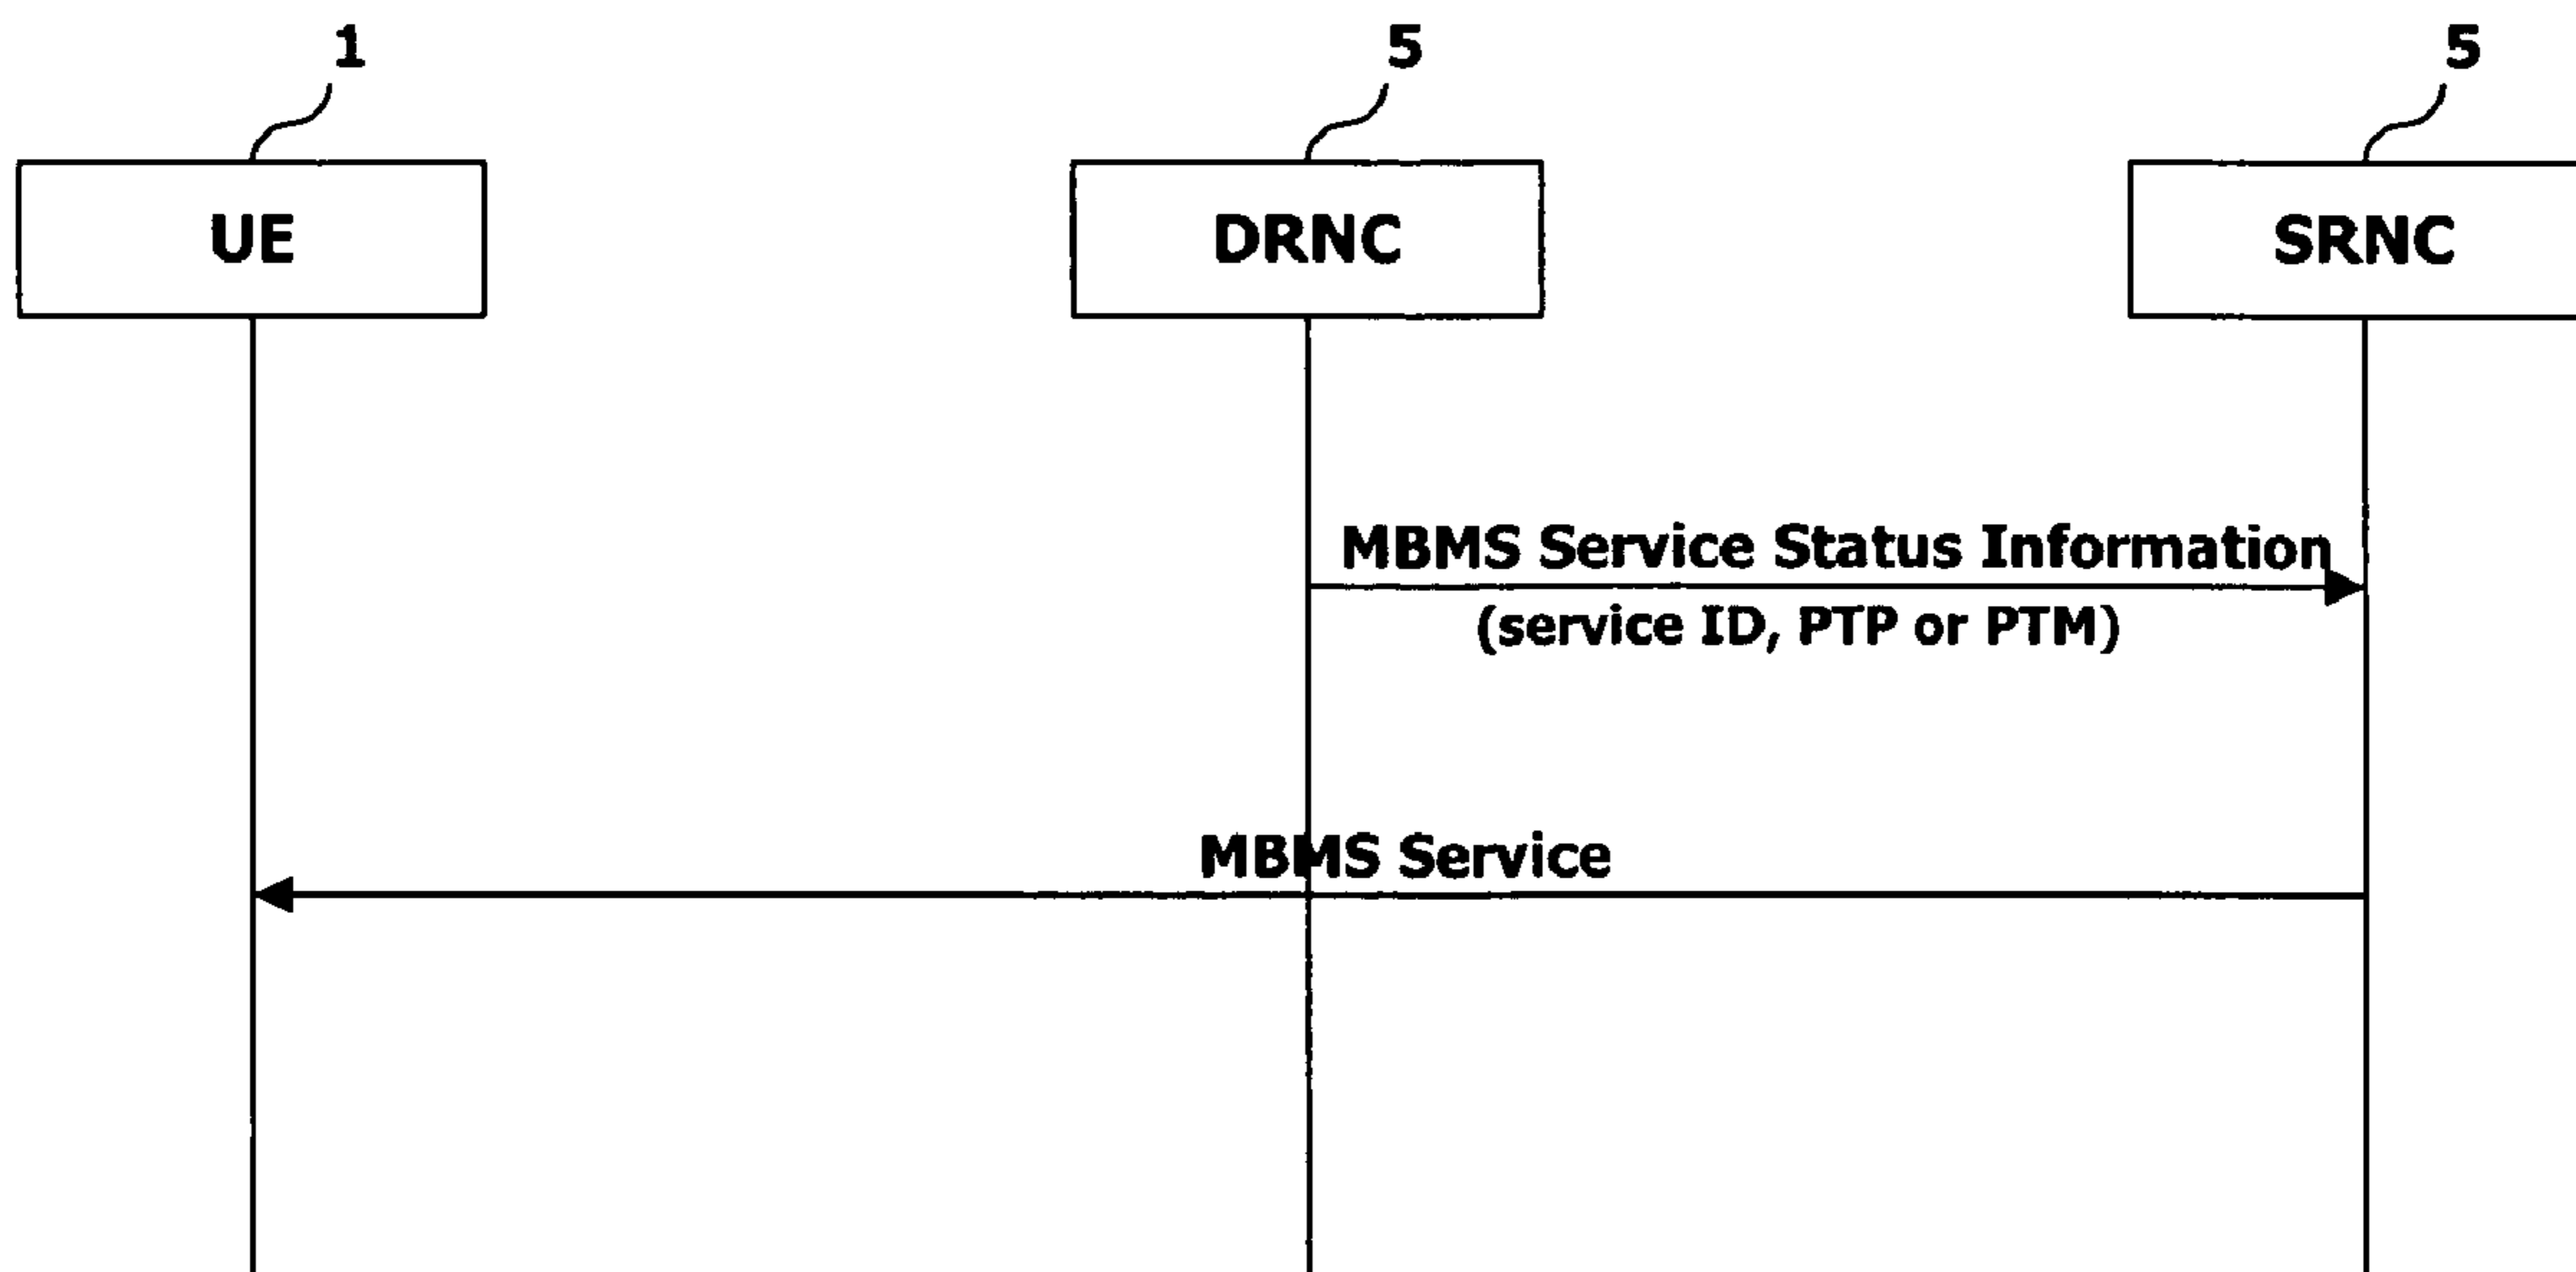 1 5 5
UE DRNC SRNC
MBMS Service Status Information
(service ID, PTP or PTM)
MBMS Service